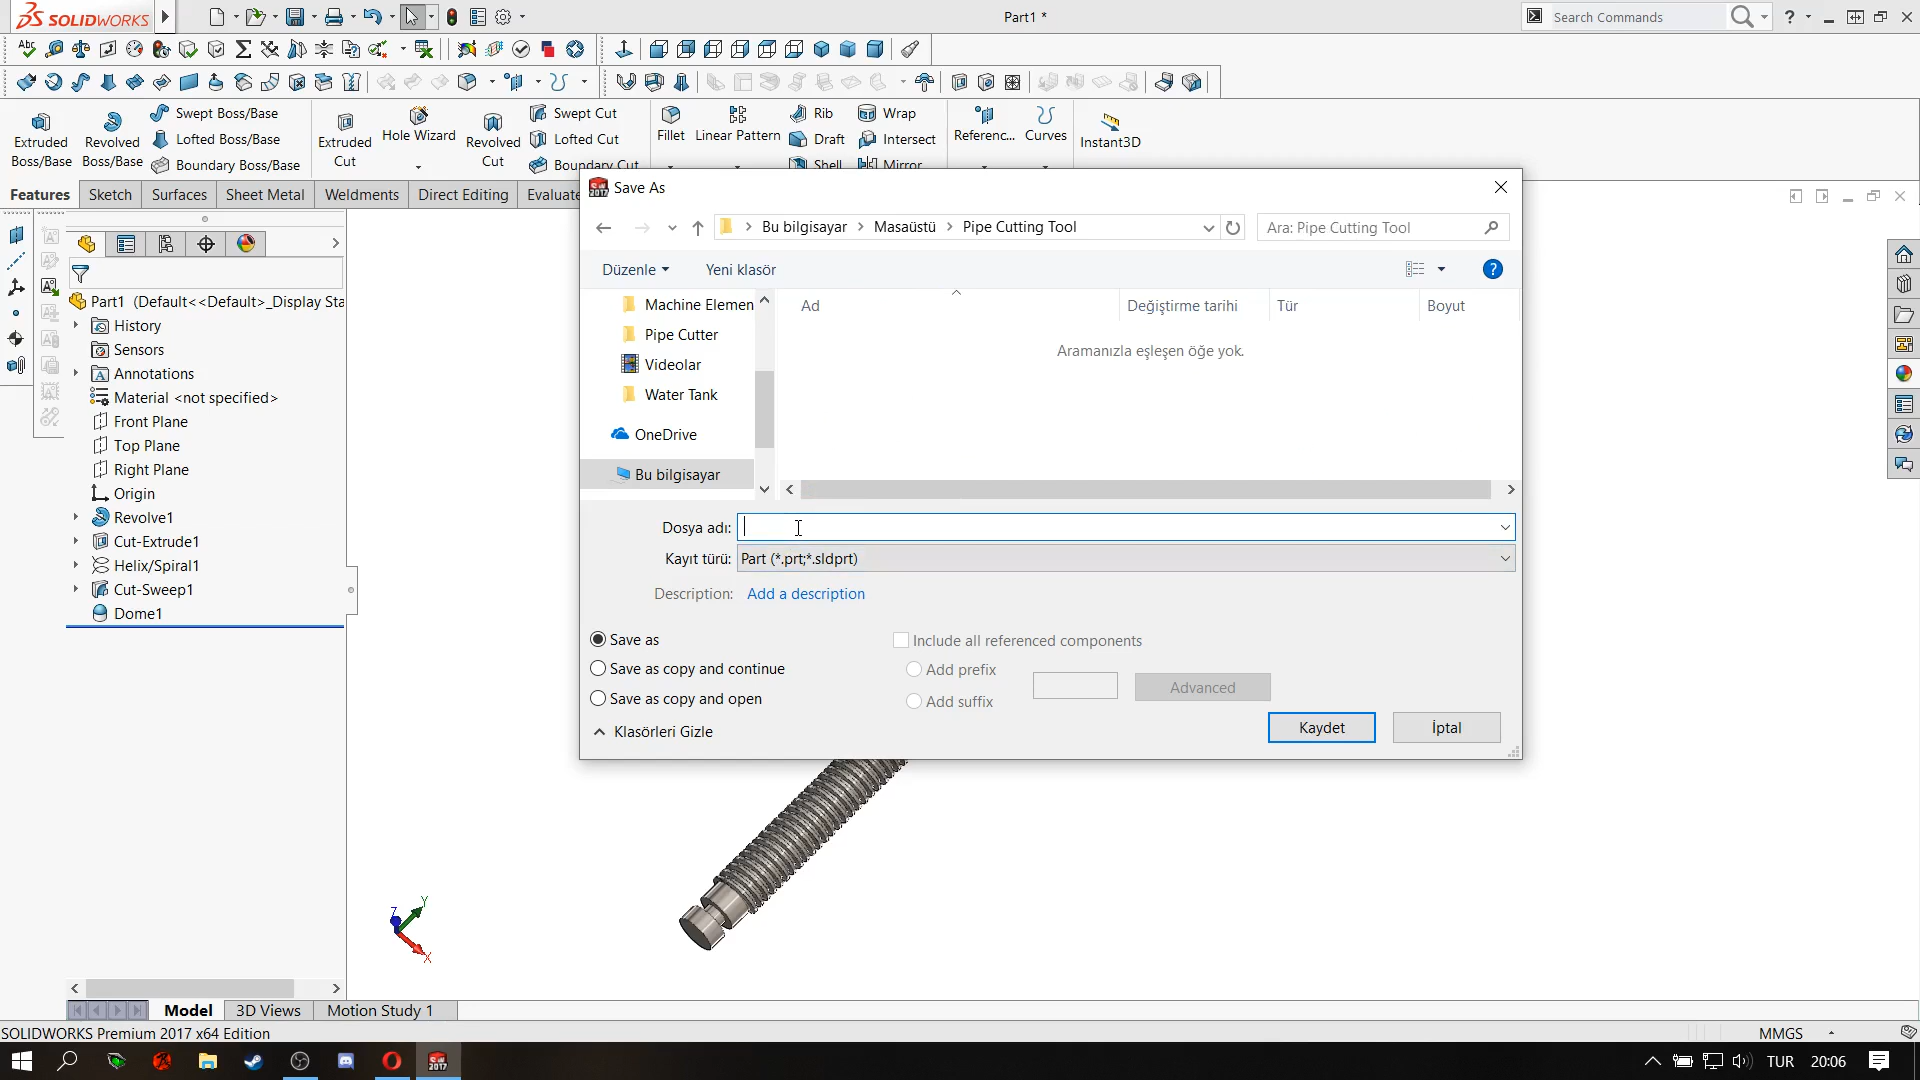 SOLIDWORKS
Part1 *
Search Commands
Extruded Boss/Base
Revolved Boss/Base
Swept Boss/Base
Lofted Boss/Base
Boundary Boss/Base
Extruded Cut
Hole Wizard
Revolved Cut
Swept Cut
Lofted Cut
Boundary Cut
Fillet
Linear Pattern
Rib
Draft
Shell
Wrap
Intersect
Mirror
Referenc...
Curves
Instant3D
Features
Sketch
Surfaces
Sheet Metal
Weldments
Direct Editing
Evaluate
Part1 (Default<<Default>_Display Sta
History
Sensors
Annotations
Material <not specified>
Front Plane
Top Plane
Right Plane
Origin
Revolve1
Cut-Extrude1
Helix/Spiral1
Cut-Sweep1
Dome1
Save As
Bu bilgisayar > Masaüstü > Pipe Cutting Tool
Ara: Pipe Cutting Tool
Düzenle
Yeni klasör
Machine Elemen
Pipe Cutter
Videolar
Water Tank
OneDrive
Bu bilgisayar
Ad
Değiştirme tarihi
Tür
Boyut
Aramanızla eşleşen öğe yok.
Dosya adı:
Kayıt türü: Part (*.prt;*.sldprt)
Description: Add a description
Save as
Save as copy and continue
Save as copy and open
Include all referenced components
Add prefix
Add suffix
Advanced
Klasörleri Gizle
Kaydet
İptal
Z
Y
X
Model
3D Views
Motion Study 1
SOLIDWORKS Premium 2017 x64 Edition
MMGS
TUR
20:06